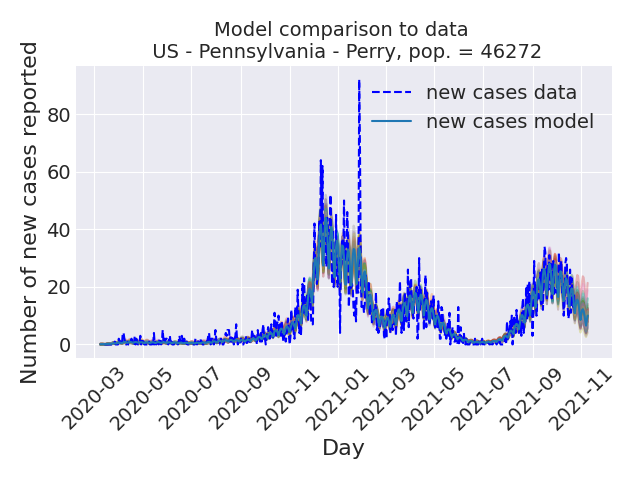 Model comparison to data
US - Pennsylvania - Perry, pop. = 46272
Number of new cases reported
80
60
40
20
0
new cases data
new cases model
2020-03
2020-05
2020-07
2020-09
2020-11
2021-01
2021-03
2021-05
2021-07
2021-09
2021-11
Day